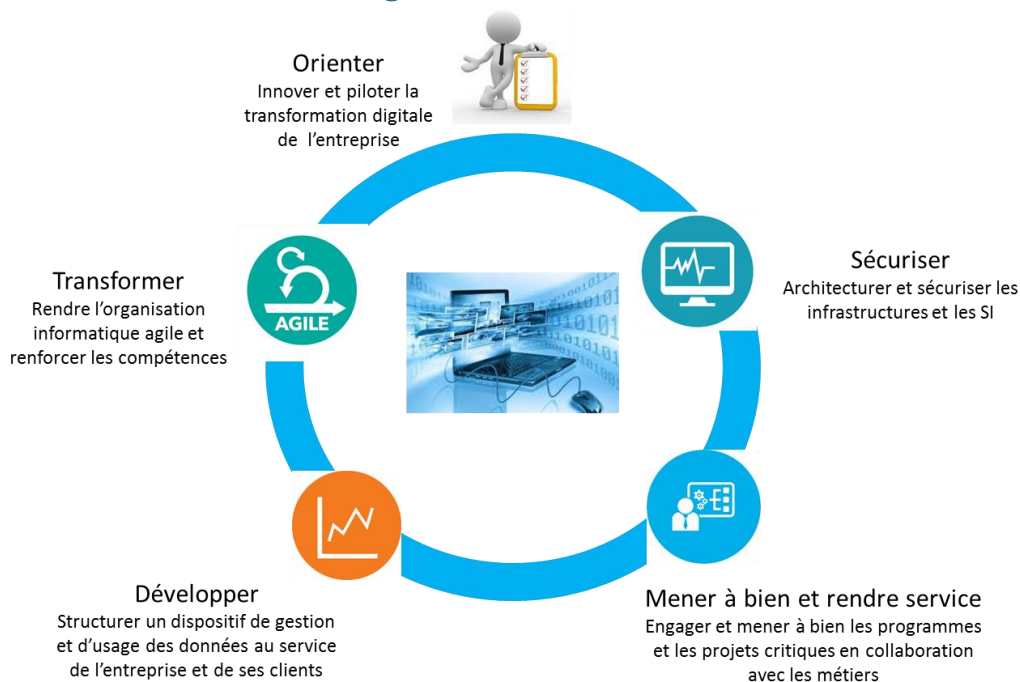 Orienter
Innover et piloter la
transformation digitale
de l’entreprise
Transformer
Rendre l’organisation
informatique agile et
renforcer les compétences
AGILE
Sécuriser
Architecturer et sécuriser les
infrastructures et les SI
Développer
Structurer un dispositif de gestion
et d’usage des données au service
de l’entreprise et de ses clients
Mener à bien et rendre service
Engager et mener à bien les programmes
et les projets critiques en collaboration
avec les métiers